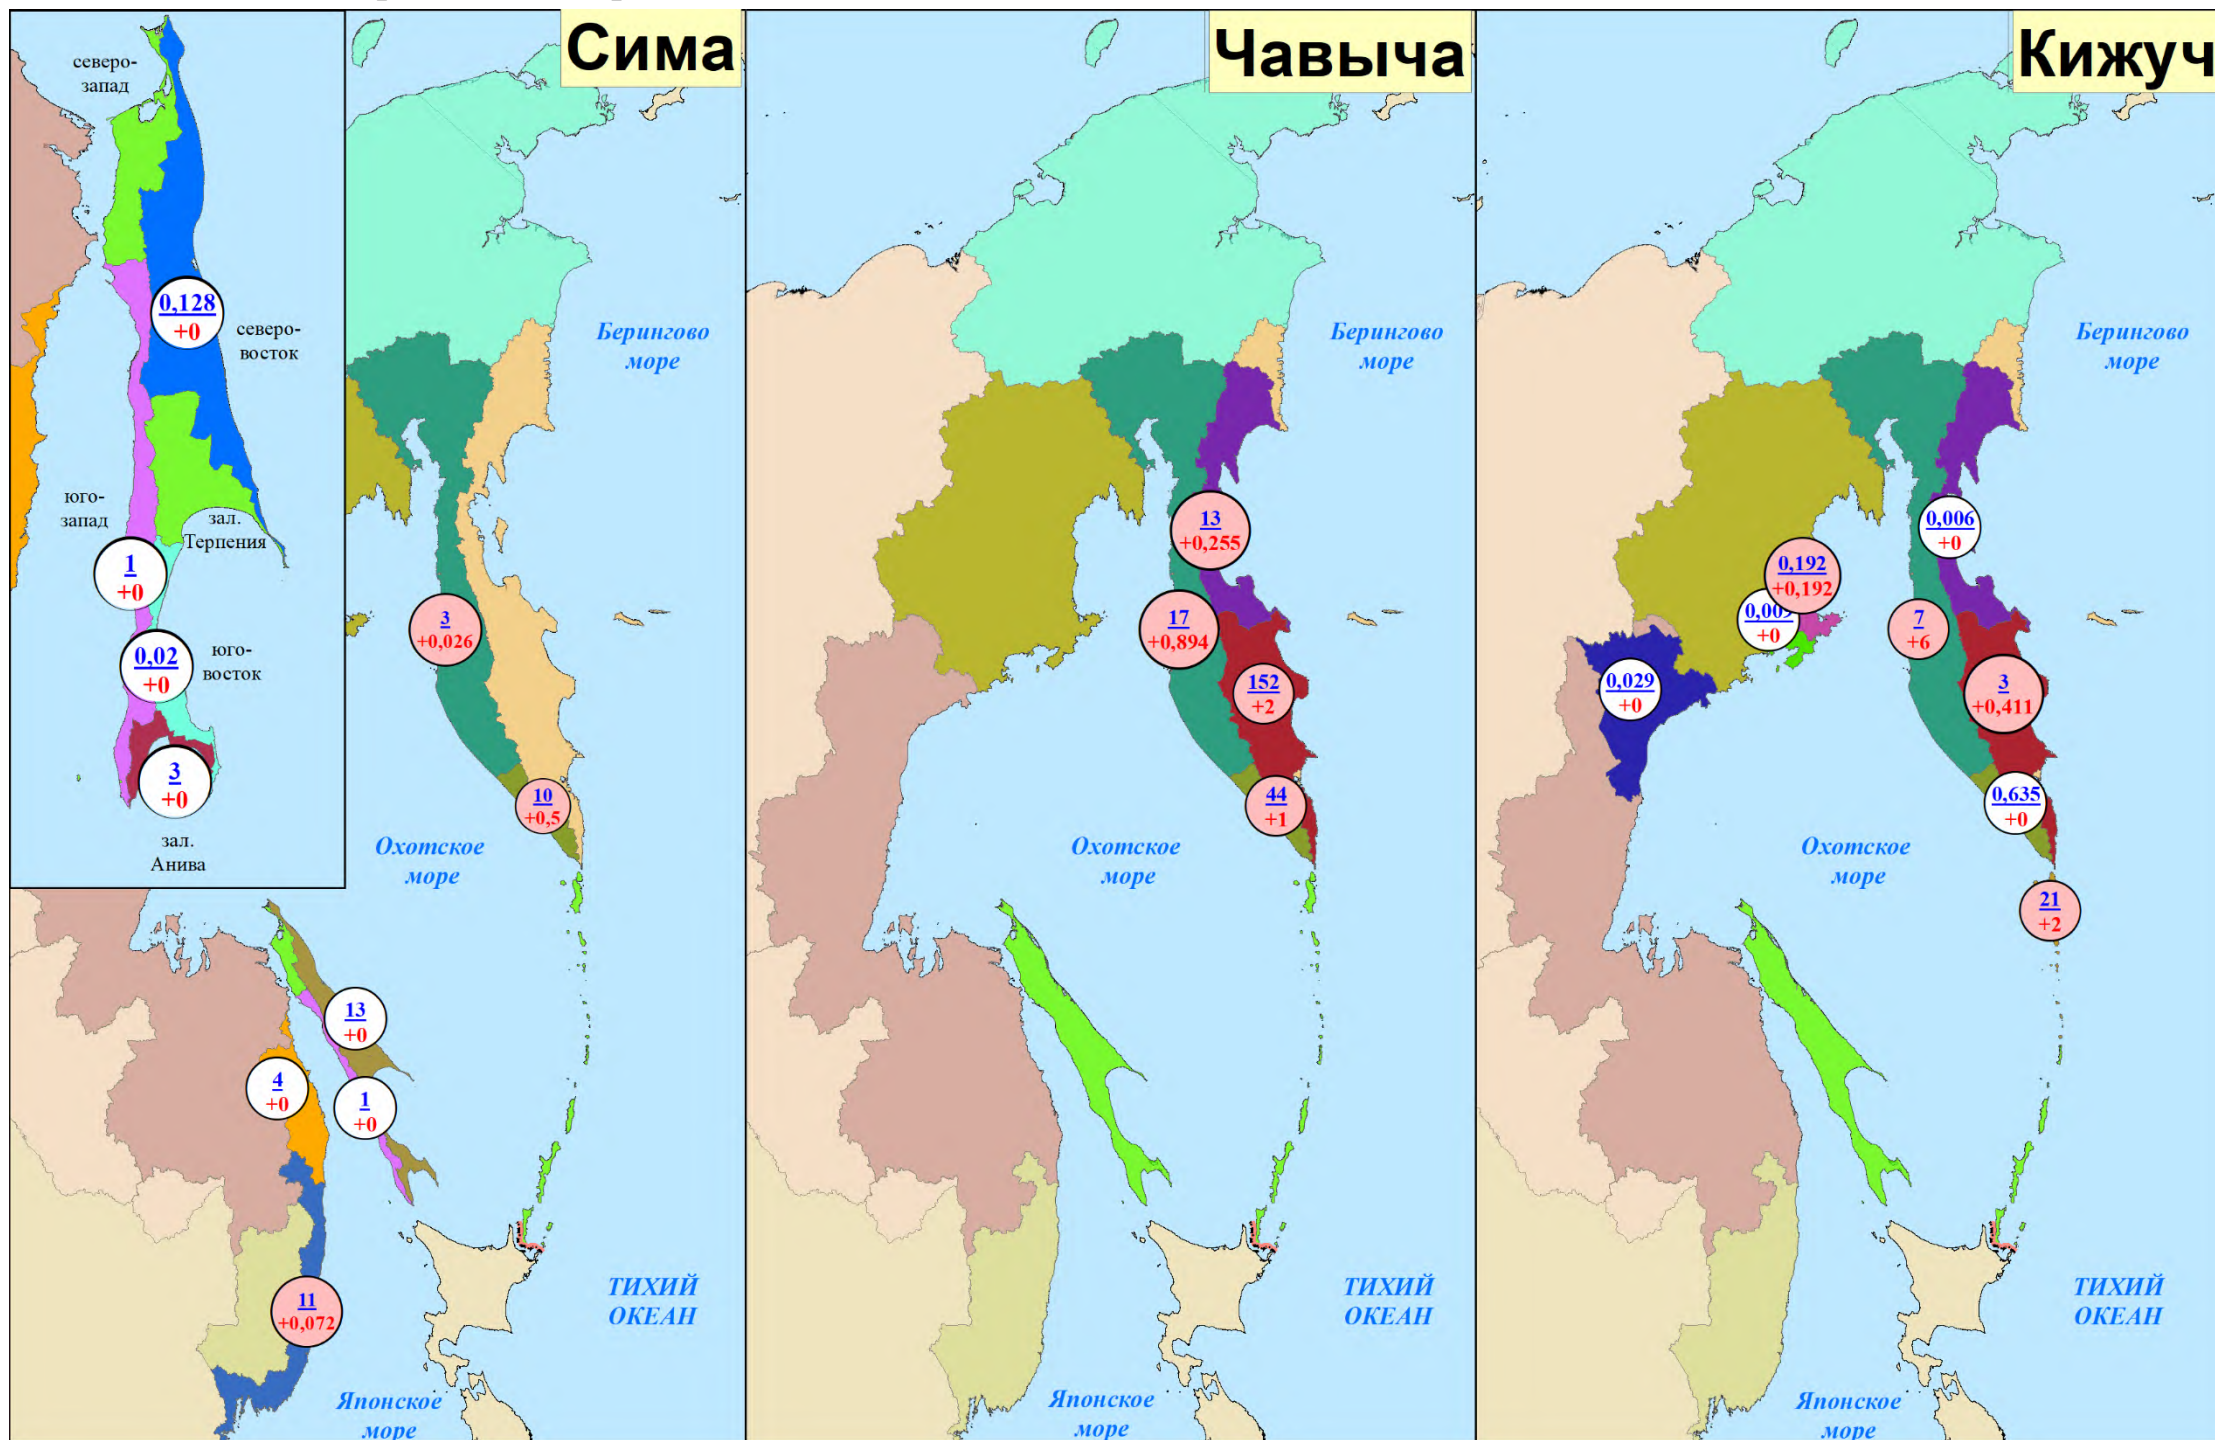 Сима
северо-
запад
0,128
+0
северо-
восток
юго-
запад
зал.
Терпения
1
+0
0,02
+0
юго-
восток
3
+0
зал.
Анива
Берингово
море
3
+0,026
10
+0,5
Охотское
море
13
+0
4
+0
1
+0
11
+0,072
ТИХИЙ
ОКЕАН
Японское
море
Чавыча
Берингово
море
13
+0,255
17
+0,894
152
+2
44
+1
Охотское
море
ТИХИЙ
ОКЕАН
Японское
море
Кижуч
Берингово
море
0,006
+0
0,192
+0,192
+0
7
+6
0,029
+0
3
+0,411
0,635
+0
Охотское
море
21
+2
ТИХИЙ
ОКЕАН
Японское
море